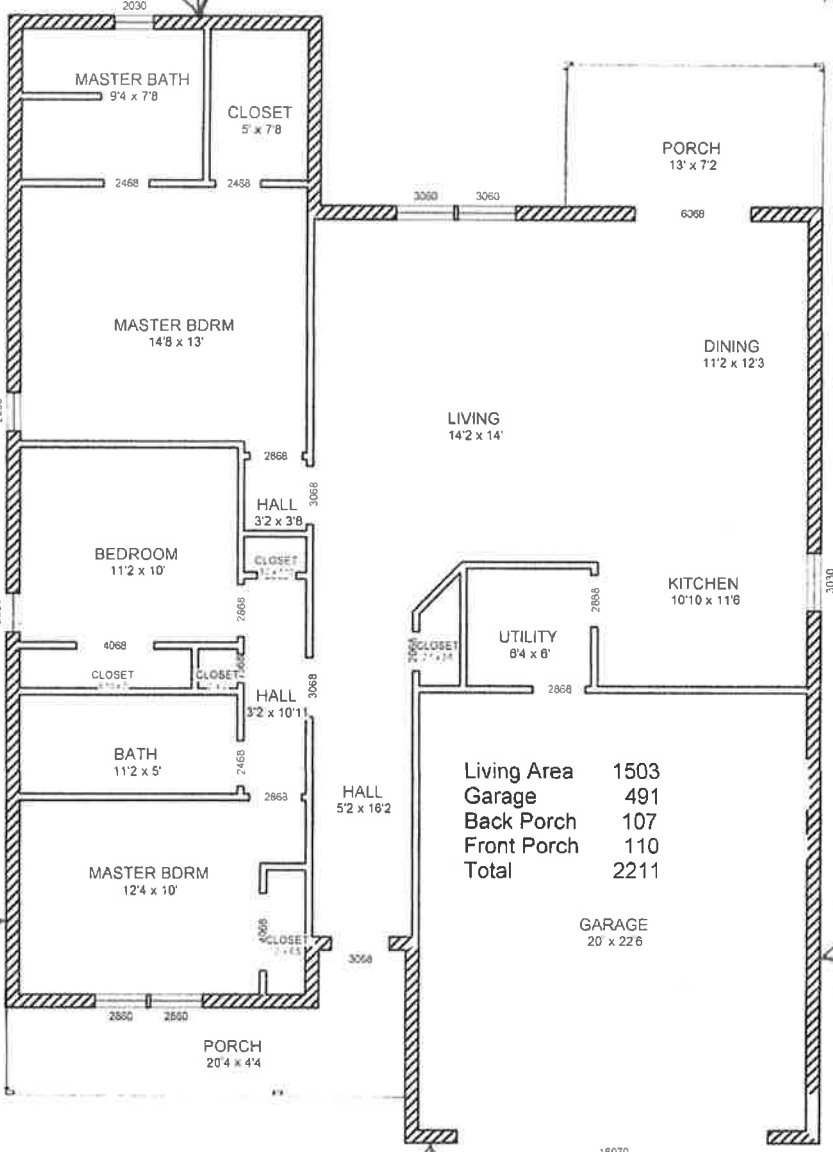 2030
MASTER BATH
9'4 x 7'8
CLOSET
5' x 7'8
PORCH
13' x 7'2
2468
2468
3060
3060
6068
MASTER BDRM
14'8 x 13'
DINING
11'2 x 12'3
LIVING
14'2 x 14'
2868
3068
HALL
3'2 x 3'8
BEDROOM
11'2 x 10'
CLOSET
2868
KITCHEN
10'10 x 11'6
3030
UTILITY
6'4 x 6'
2868
4068
CLOSET
CLOSET
2068
CLOSET
HALL
3'2 x 10'11
3068
2868
BATH
11'2 x 5'
2468
2868
HALL
5'2 x 16'2
Living Area 1503
Garage 491
Back Porch 107
Front Porch 110
Total 2211
MASTER BDRM
12'4 x 10'
4068
CLOSET
GARAGE
20' x 22'6
3068
2860
2860
PORCH
20'4 x 4'4